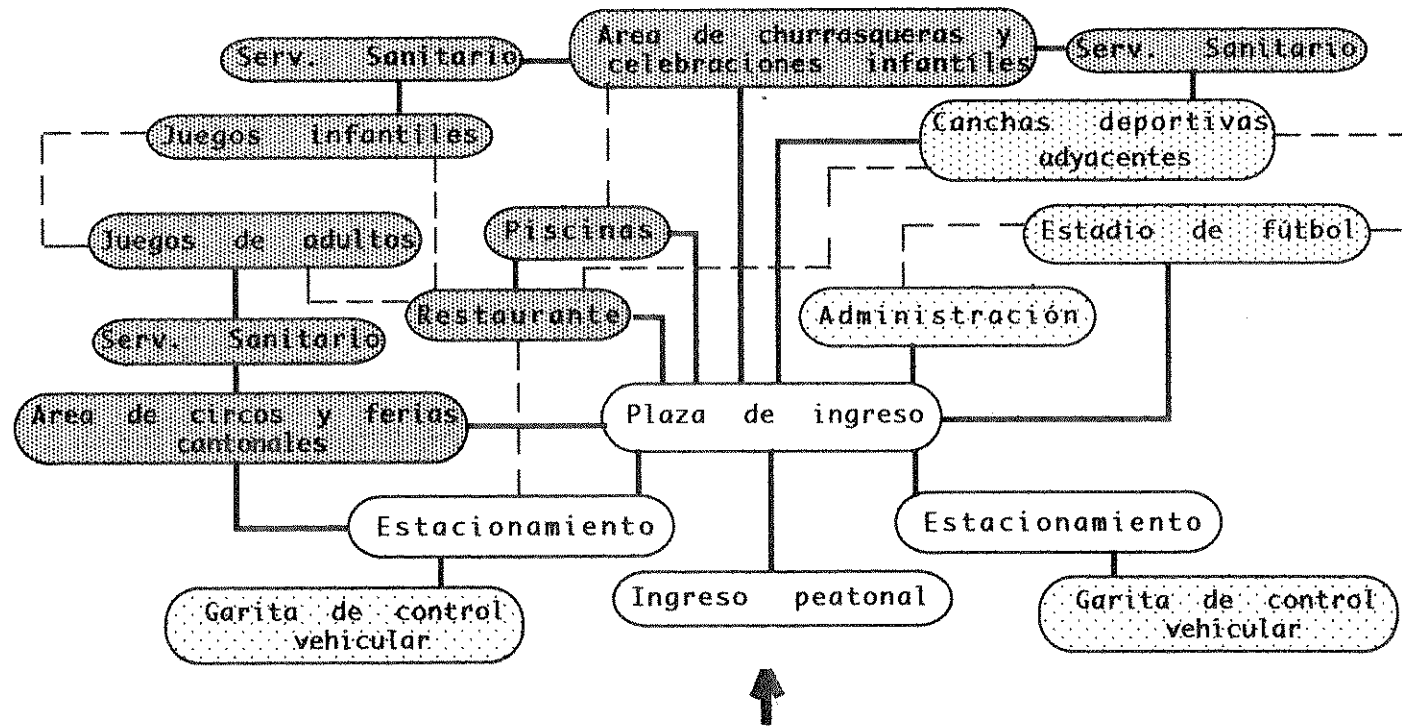 Area de churrasqueras y
celebraciones infantiles
Serv. Sanitario
Serv. Sanitario
Juegos infantiles
Canchas deportivas
adyacentes
Juegos de adultos
Piscinas
Estadio de fútbol
Restaurante
Administración
Serv. Sanitario
Area de circos y ferias
cantonales
Plaza de ingreso
Estacionamiento
Estacionamiento
Garita de control
vehicular
Ingreso peatonal
Garita de control
vehicular